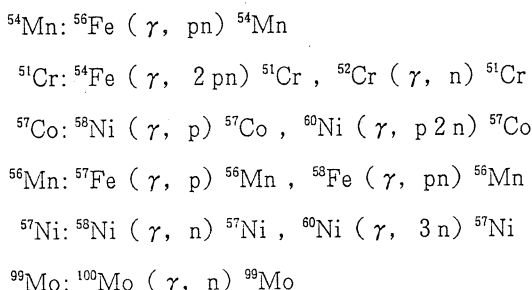 ⁵⁴Mn: ⁵⁶Fe ( γ, pn) ⁵⁴Mn
⁵¹Cr: ⁵⁴Fe ( γ, 2pn) ⁵¹Cr , ⁵²Cr ( γ, n) ⁵¹Cr
⁵⁷Co: ⁵⁸Ni ( γ, p) ⁵⁷Co , ⁶⁰Ni ( γ, p2n) ⁵⁷Co
⁵⁶Mn: ⁵⁷Fe ( γ, p) ⁵⁶Mn , ⁵⁸Fe ( γ, pn) ⁵⁶Mn
⁵⁷Ni: ⁵⁸Ni ( γ, n) ⁵⁷Ni , ⁶⁰Ni ( γ, 3n) ⁵⁷Ni
⁹⁹Mo: ¹⁰⁰Mo ( γ, n) ⁹⁹Mo